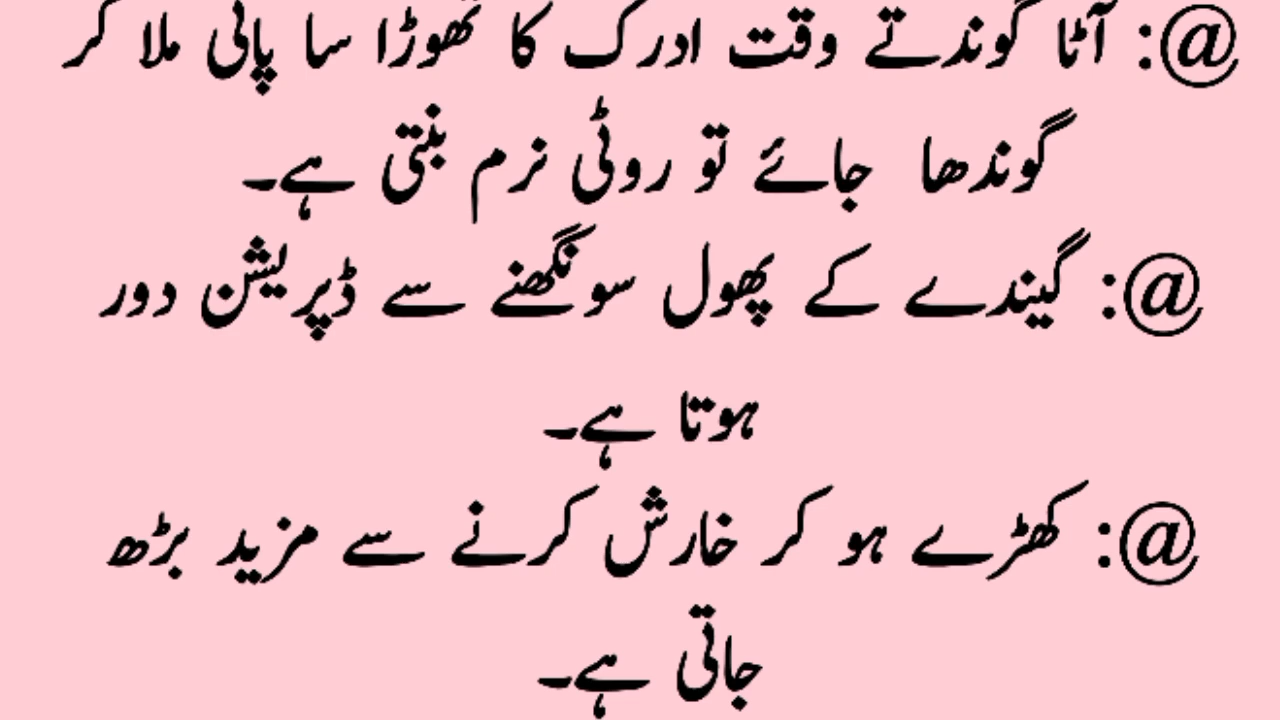 @: آٹا گوندتے وقت ادرک کا تھوڑا سا پانی ملا کر
گوندھا جائے تو روٹی نرم بنتی ہے۔
@: گیندے کے پھول سونگھنے سے ڈپریشن دور
ہوتا ہے۔
@: کھڑے ہو کر خارش کرنے سے مزید بڑھ
جاتی ہے۔